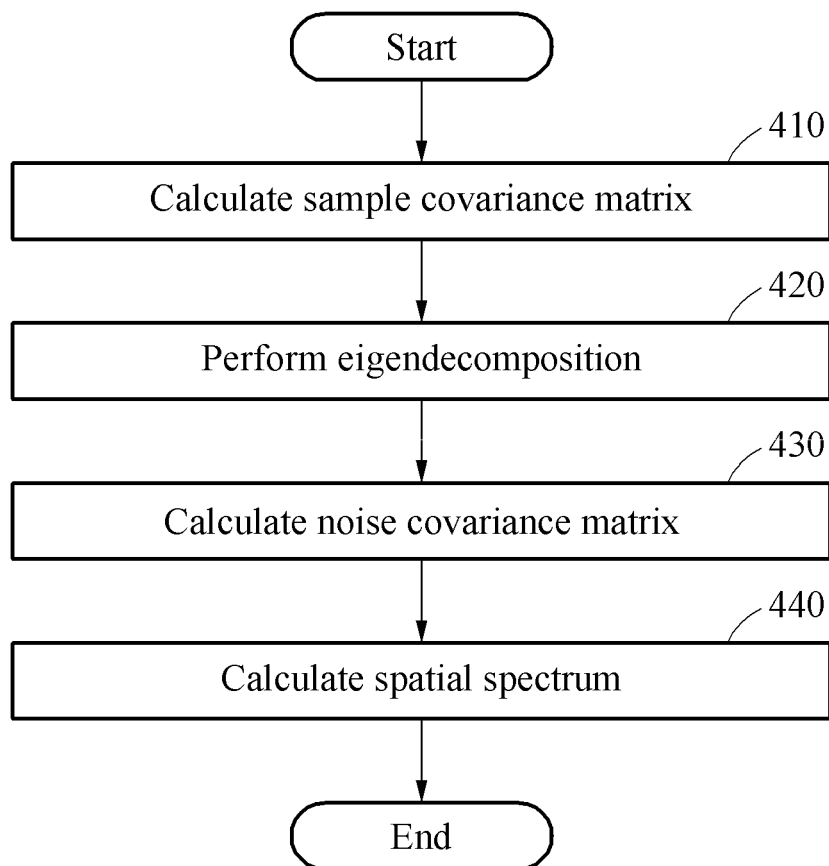 Start
410
Calculate sample covariance matrix
420
Perform eigendecomposition
430
Calculate noise covariance matrix
440
Calculate spatial spectrum
End